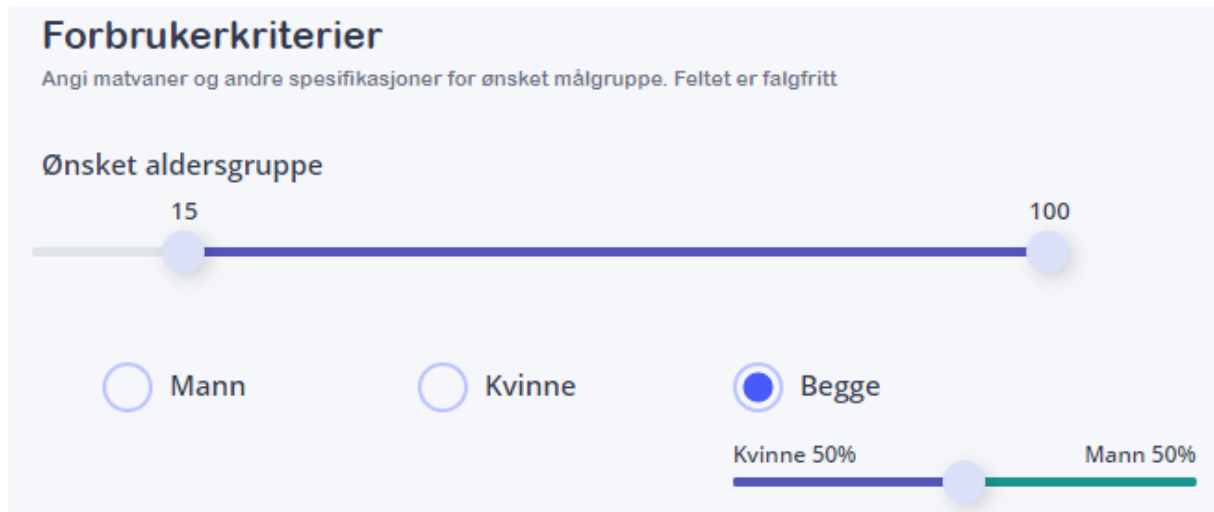 Forbrukerkriterier
Angi matvaner og andre spesifikasjoner for ønsket målgruppe. Feltet er falgfritt
Ønsket aldersgruppe
15 100
Mann Kvinne Begge
Kvinne 50% Mann 50%